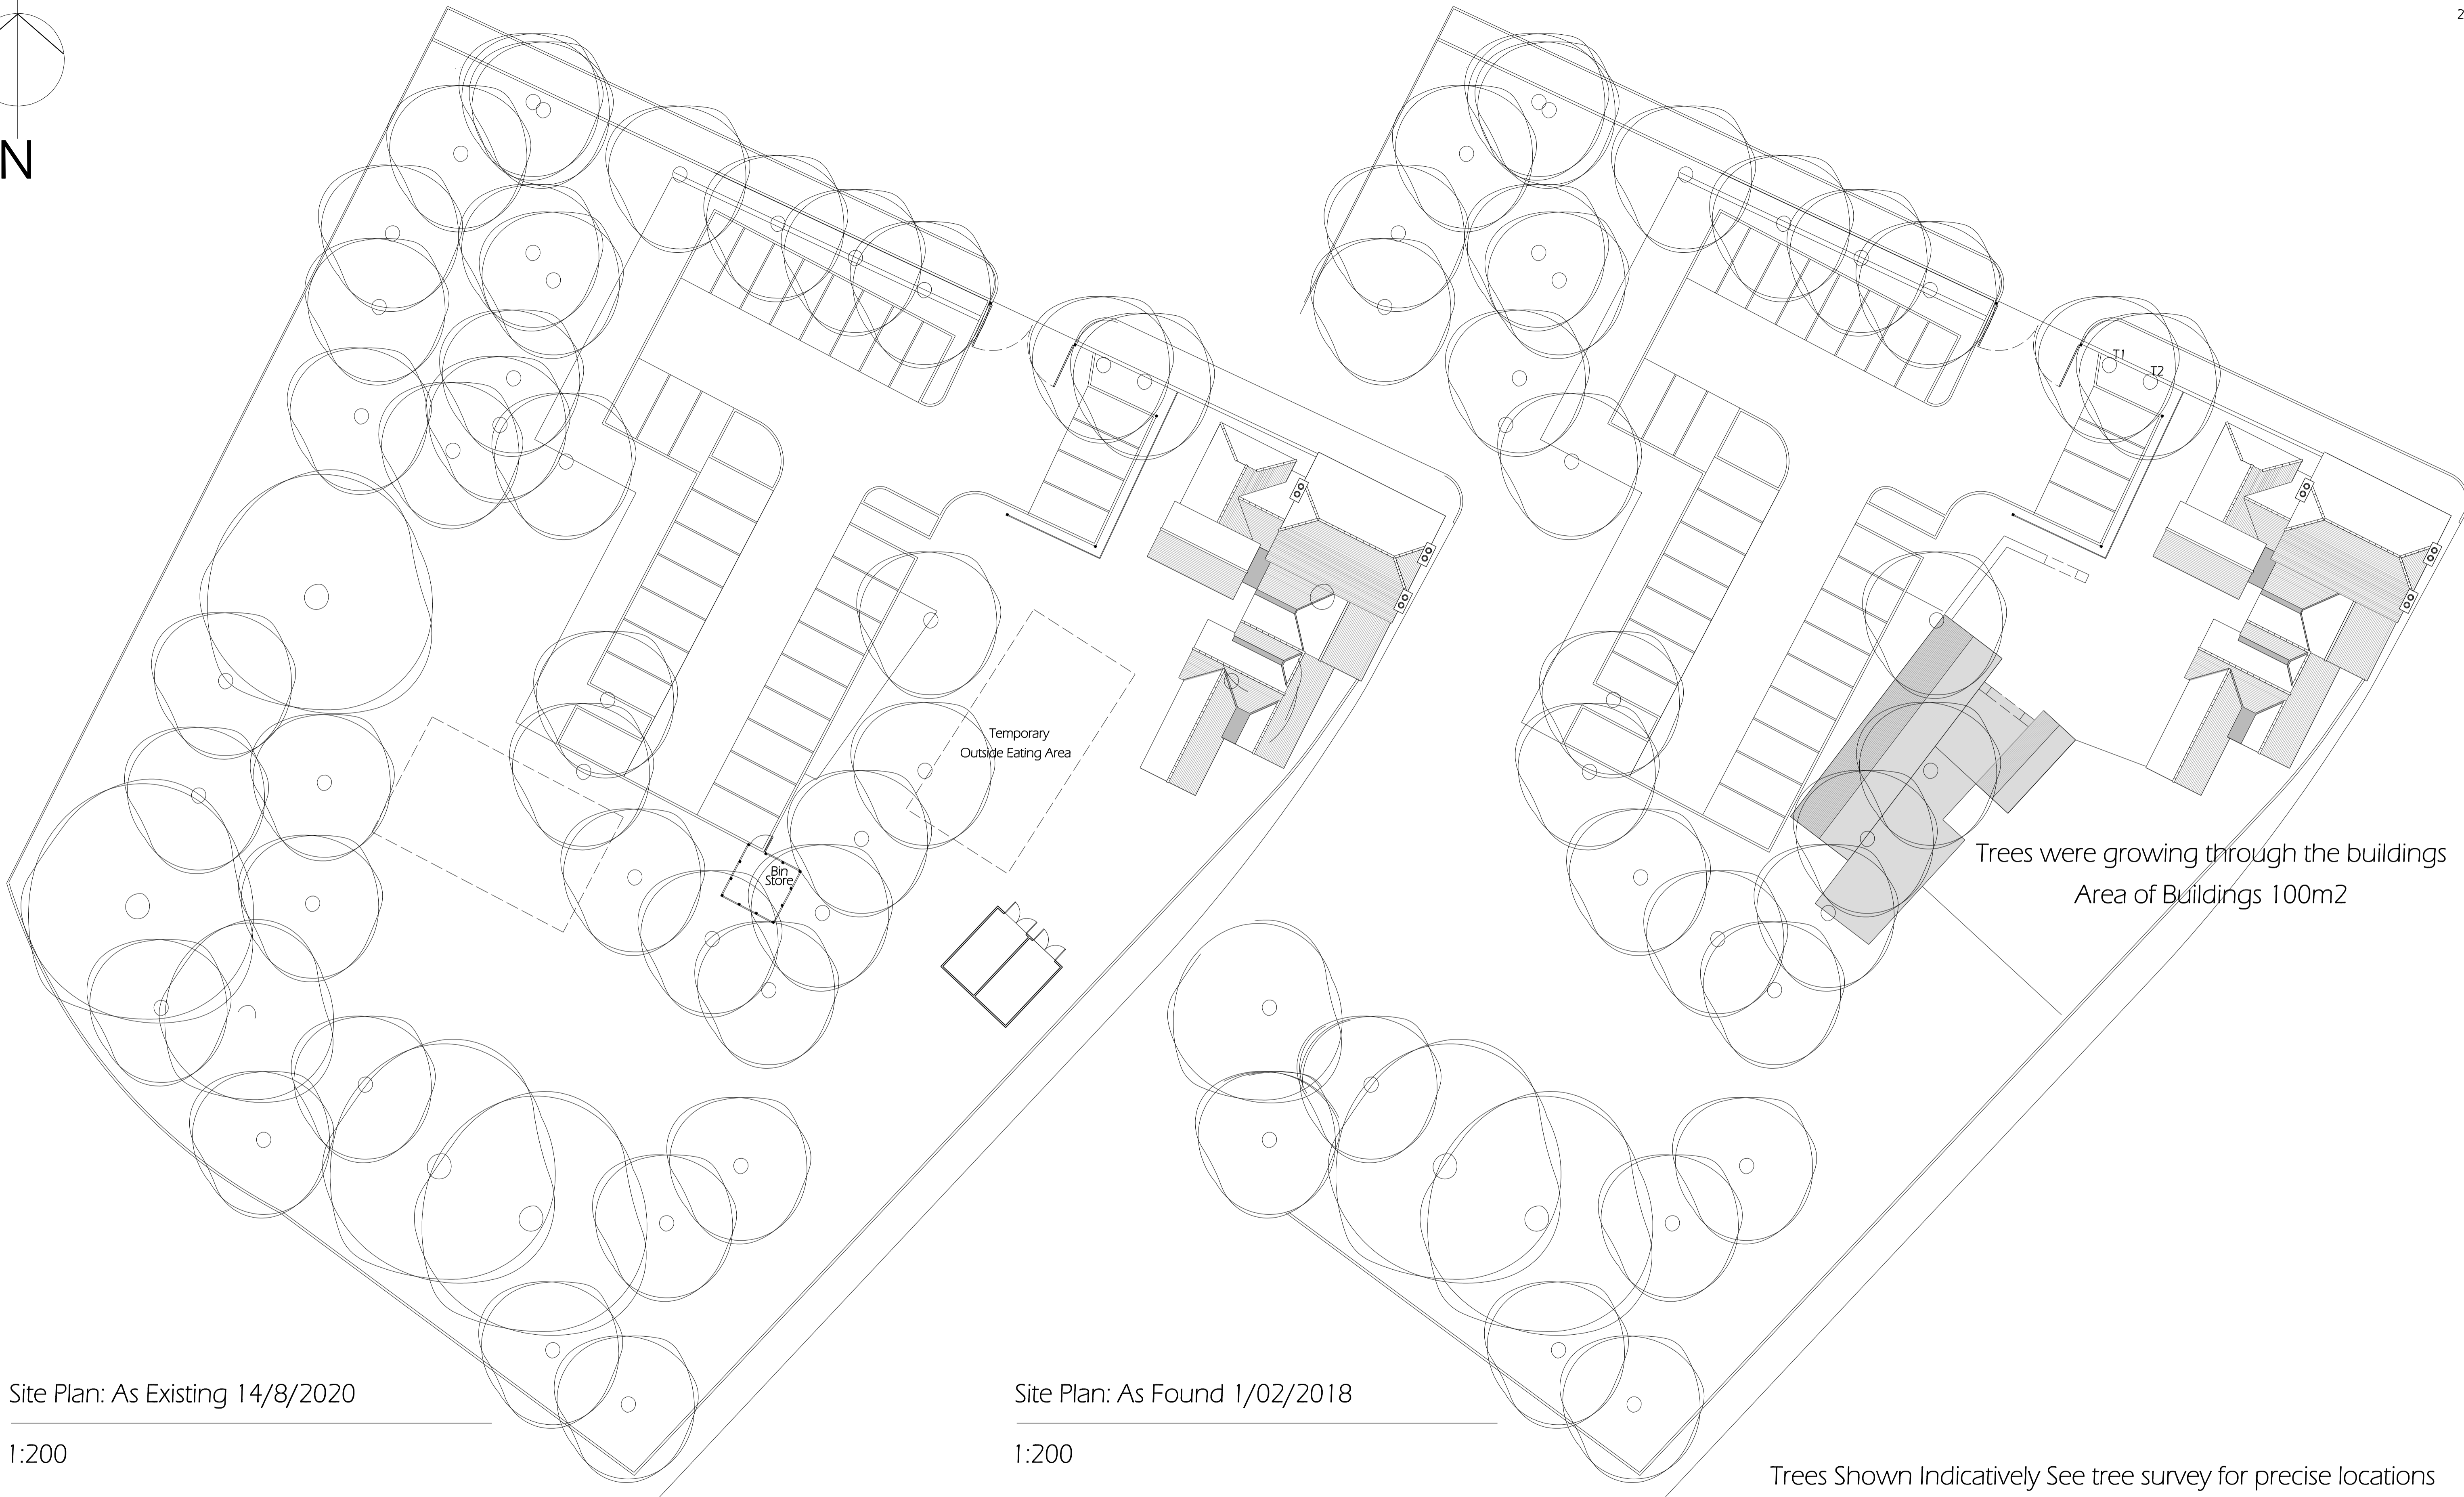 2
N
T1
T2
Temporary
Outside Eating Area
Bin
Store
Trees were growing through the buildings
Area of Buildings 100m2
Site Plan: As Existing 14/8/2020
1:200
Site Plan: As Found 1/02/2018
1:200
Trees Shown Indicatively See tree survey for precise locations